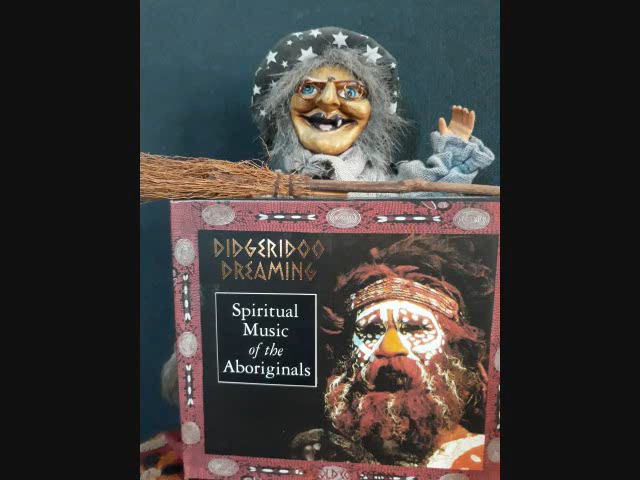 DIDGERIDOO
DREAMING
Spiritual
Music
of the
Aboriginals